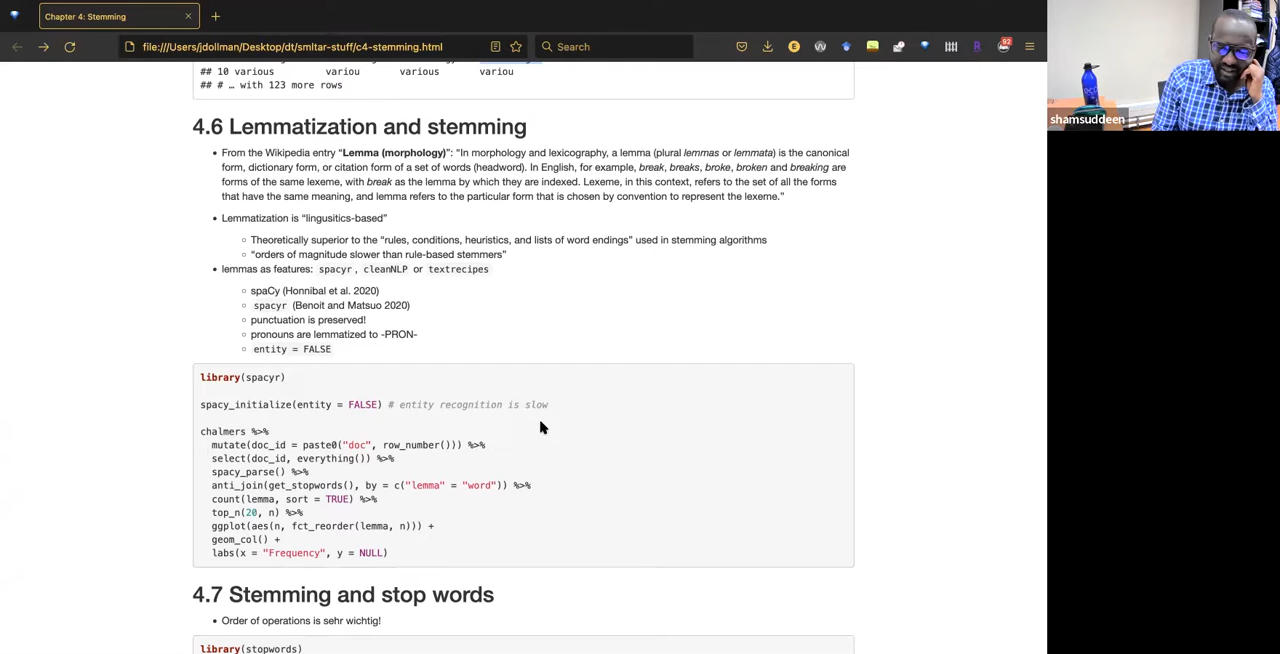 Chapter 4: Stemming
file:///Users/jdollman/Desktop/dt/smltar-stuff/c4-stemming.html
Search
92
## 10 various variou various variou
## # … with 123 more rows
4.6 Lemmatization and stemming
• From the Wikipedia entry “Lemma (morphology)”: “In morphology and lexicography, a lemma (plural lemmas or lemmata) is the canonical
form, dictionary form, or citation form of a set of words (headword). In English, for example, break, breaks, broke, broken and breaking are
forms of the same lexeme, with break as the lemma by which they are indexed. Lexeme, in this context, refers to the set of all the forms
that have the same meaning, and lemma refers to the particular form that is chosen by convention to represent the lexeme.”
• Lemmatization is “lingusitics-based”
◦ Theoretically superior to the “rules, conditions, heuristics, and lists of word endings” used in stemming algorithms
◦ “orders of magnitude slower than rule-based stemmers”
• lemmas as features: spacyr, cleanNLP or textrecipes
◦ spaCy (Honnibal et al. 2020)
◦ spacyr (Benoit and Matsuo 2020)
◦ punctuation is preserved!
◦ pronouns are lemmatized to -PRON-
◦ entity = FALSE
library(spacyr)
spacy_initialize(entity = FALSE) # entity recognition is slow
chalmers %>%
mutate(doc_id = paste0("doc", row_number())) %>%
select(doc_id, everything()) %>%
spacy_parse() %>%
anti_join(get_stopwords(), by = c("lemma" = "word")) %>%
count(lemma, sort = TRUE) %>%
top_n(20, n) %>%
ggplot(aes(n, fct_reorder(lemma, n))) +
geom_col() +
labs(x = "Frequency", y = NULL)
4.7 Stemming and stop words
• Order of operations is sehr wichtig!
library(stopwords)
shamsuddeen